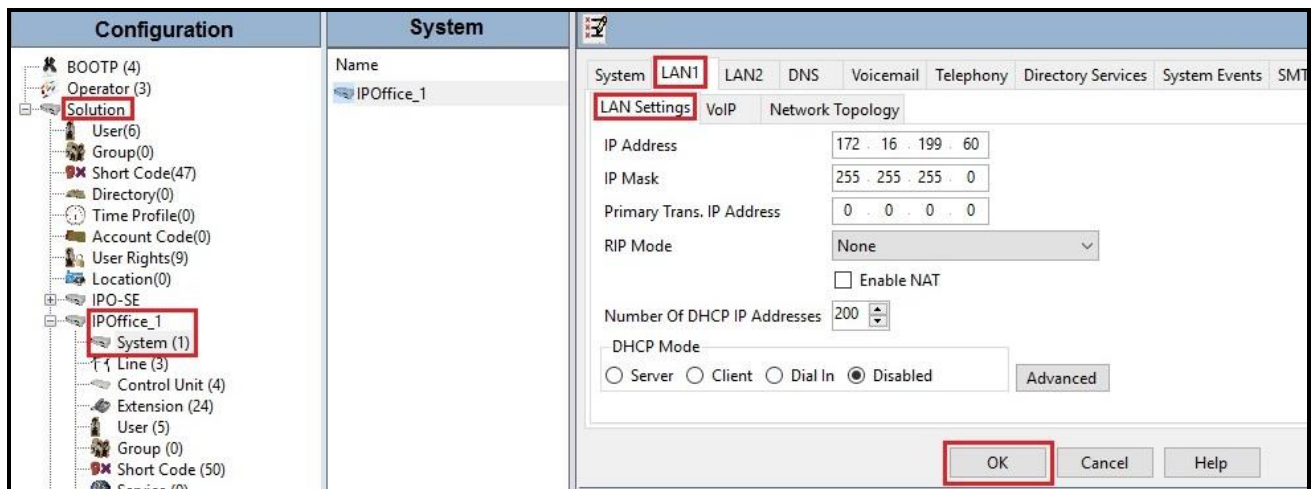 Configuration
BOOTP (4)
Operator (3)
Solution
User(6)
Group(0)
Short Code(47)
Directory(0)
Time Profile(0)
Account Code(0)
User Rights(9)
Location(0)
IPO-SE
IPOffice_1
System (1)
Line (3)
Control Unit (4)
Extension (24)
User (5)
Group (0)
Short Code (50)
System
Name
IPOffice_1
System LAN1 LAN2 DNS Voicemail Telephony Directory Services System Events SMT
LAN Settings VoIP Network Topology
IP Address 172 . 16 . 199 . 60
IP Mask 255 . 255 . 255 . 0
Primary Trans. IP Address 0 . 0 . 0 . 0
RIP Mode None
Enable NAT
Number Of DHCP IP Addresses 200
DHCP Mode
Server Client Dial In Disabled Advanced
OK Cancel Help